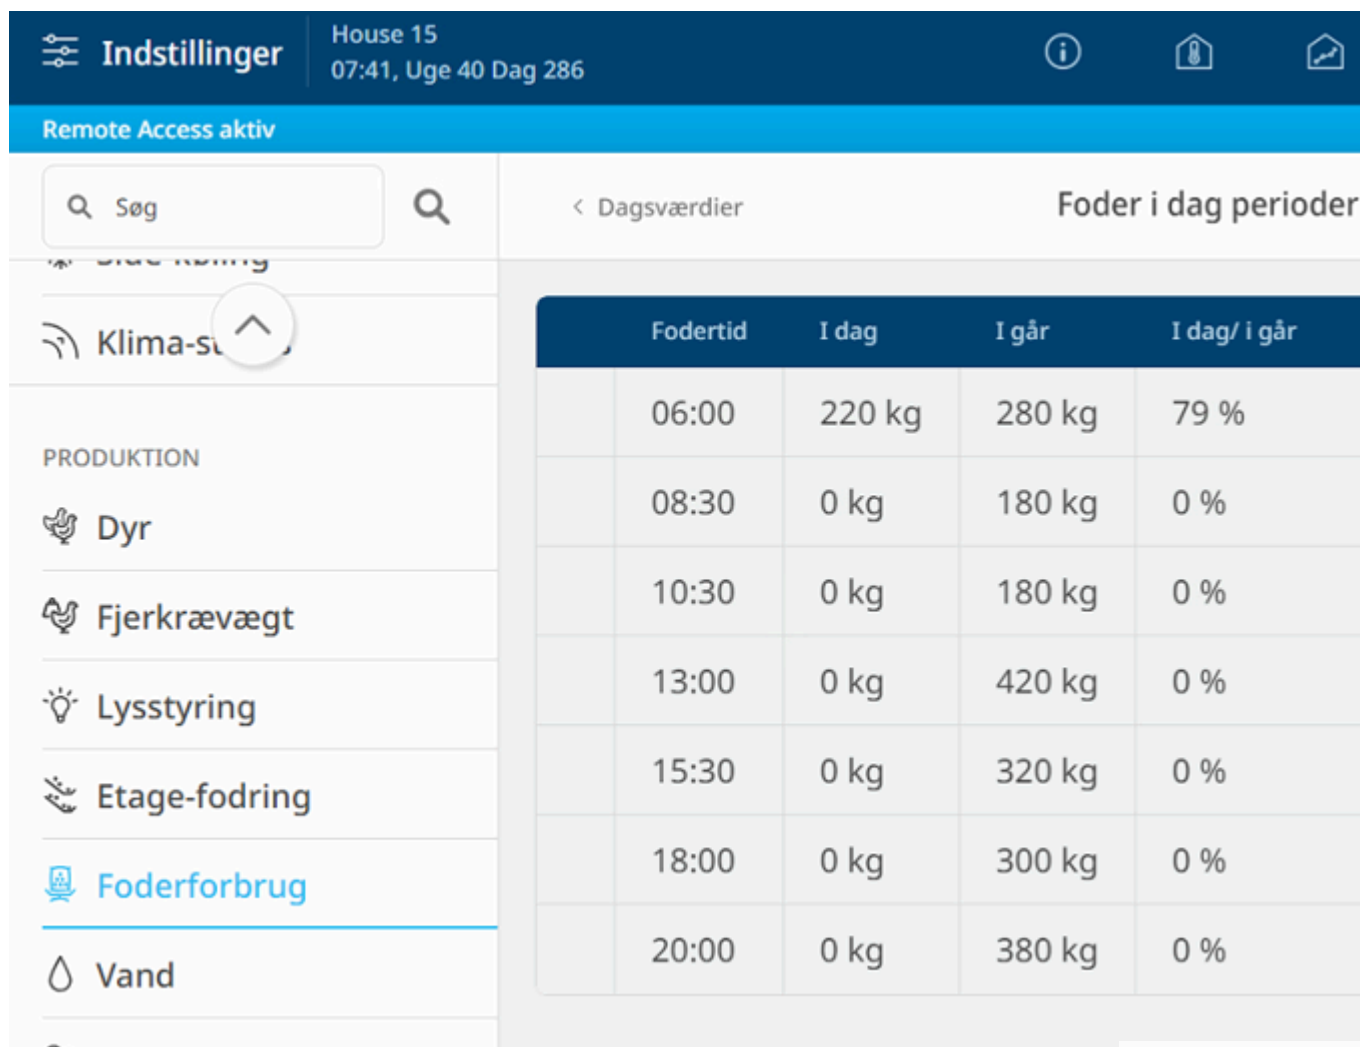 Indstillinger
House 15
07:41, Uge 40 Dag 286
Remote Access aktiv
Søg
< Dagsværdier
Foder i dag perioder
Side-køling
Klima-st
PRODUKTION
Dyr
Fjerkrævægt
Lysstyring
Etage-fodring
Foderforbrug
Vand
Fodertid I dag I går I dag/ i går
06:00 220 kg 280 kg 79 %
08:30 0 kg 180 kg 0 %
10:30 0 kg 180 kg 0 %
13:00 0 kg 420 kg 0 %
15:30 0 kg 320 kg 0 %
18:00 0 kg 300 kg 0 %
20:00 0 kg 380 kg 0 %